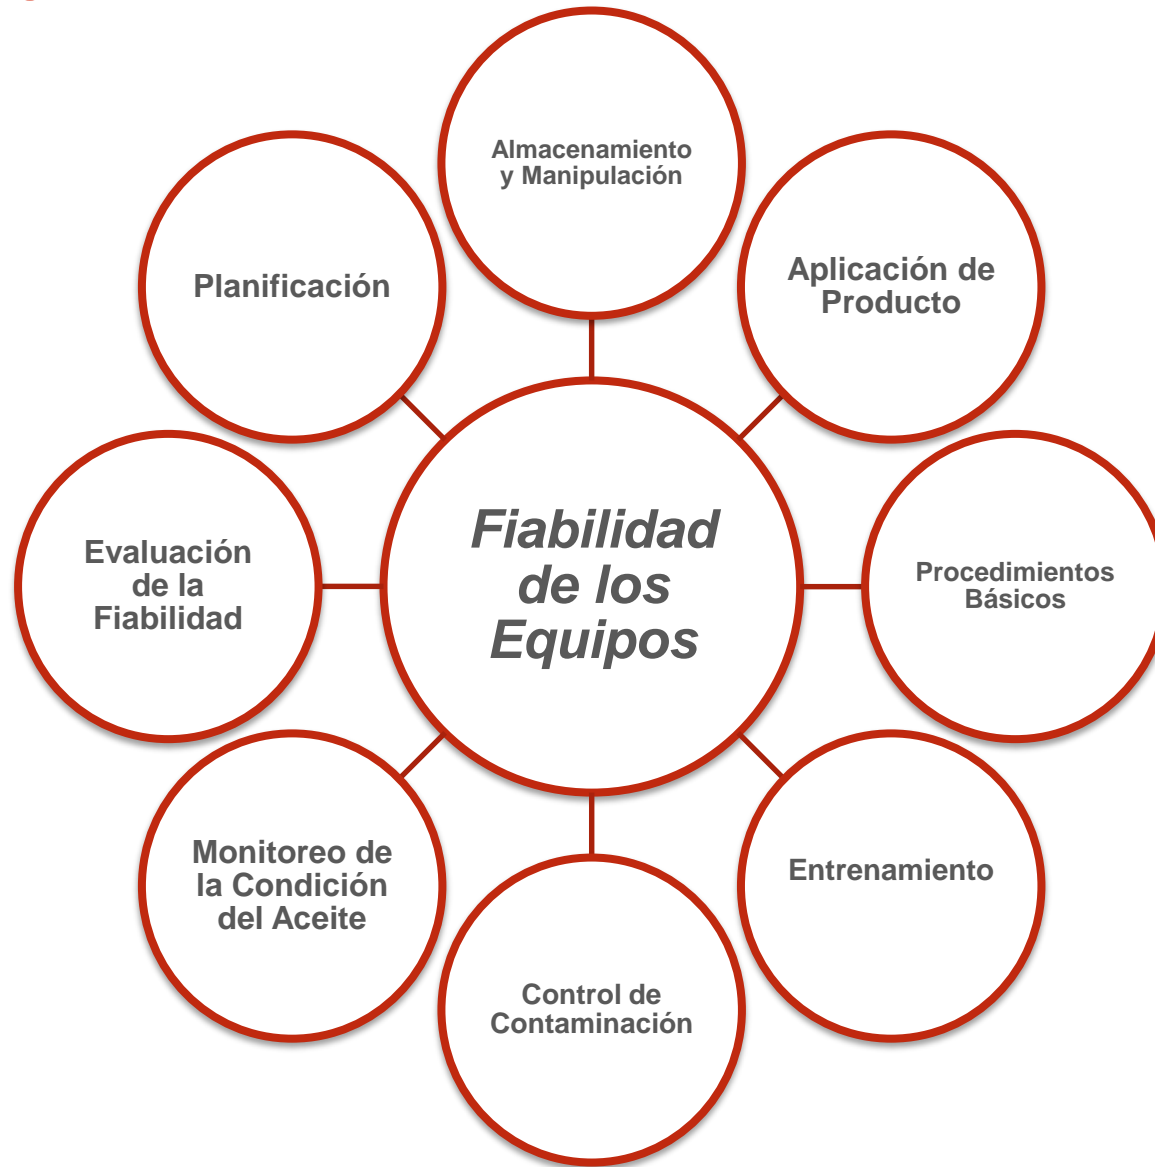 Almacenamiento
y Manipulación
Aplicación de
Producto
Procedimientos
Básicos
Entrenamiento
Control de
Contaminación
Monitoreo de
la Condición
del Aceite
Evaluación
de la
Fiabilidad
Planificación
Fiabilidad
de los
Equipos